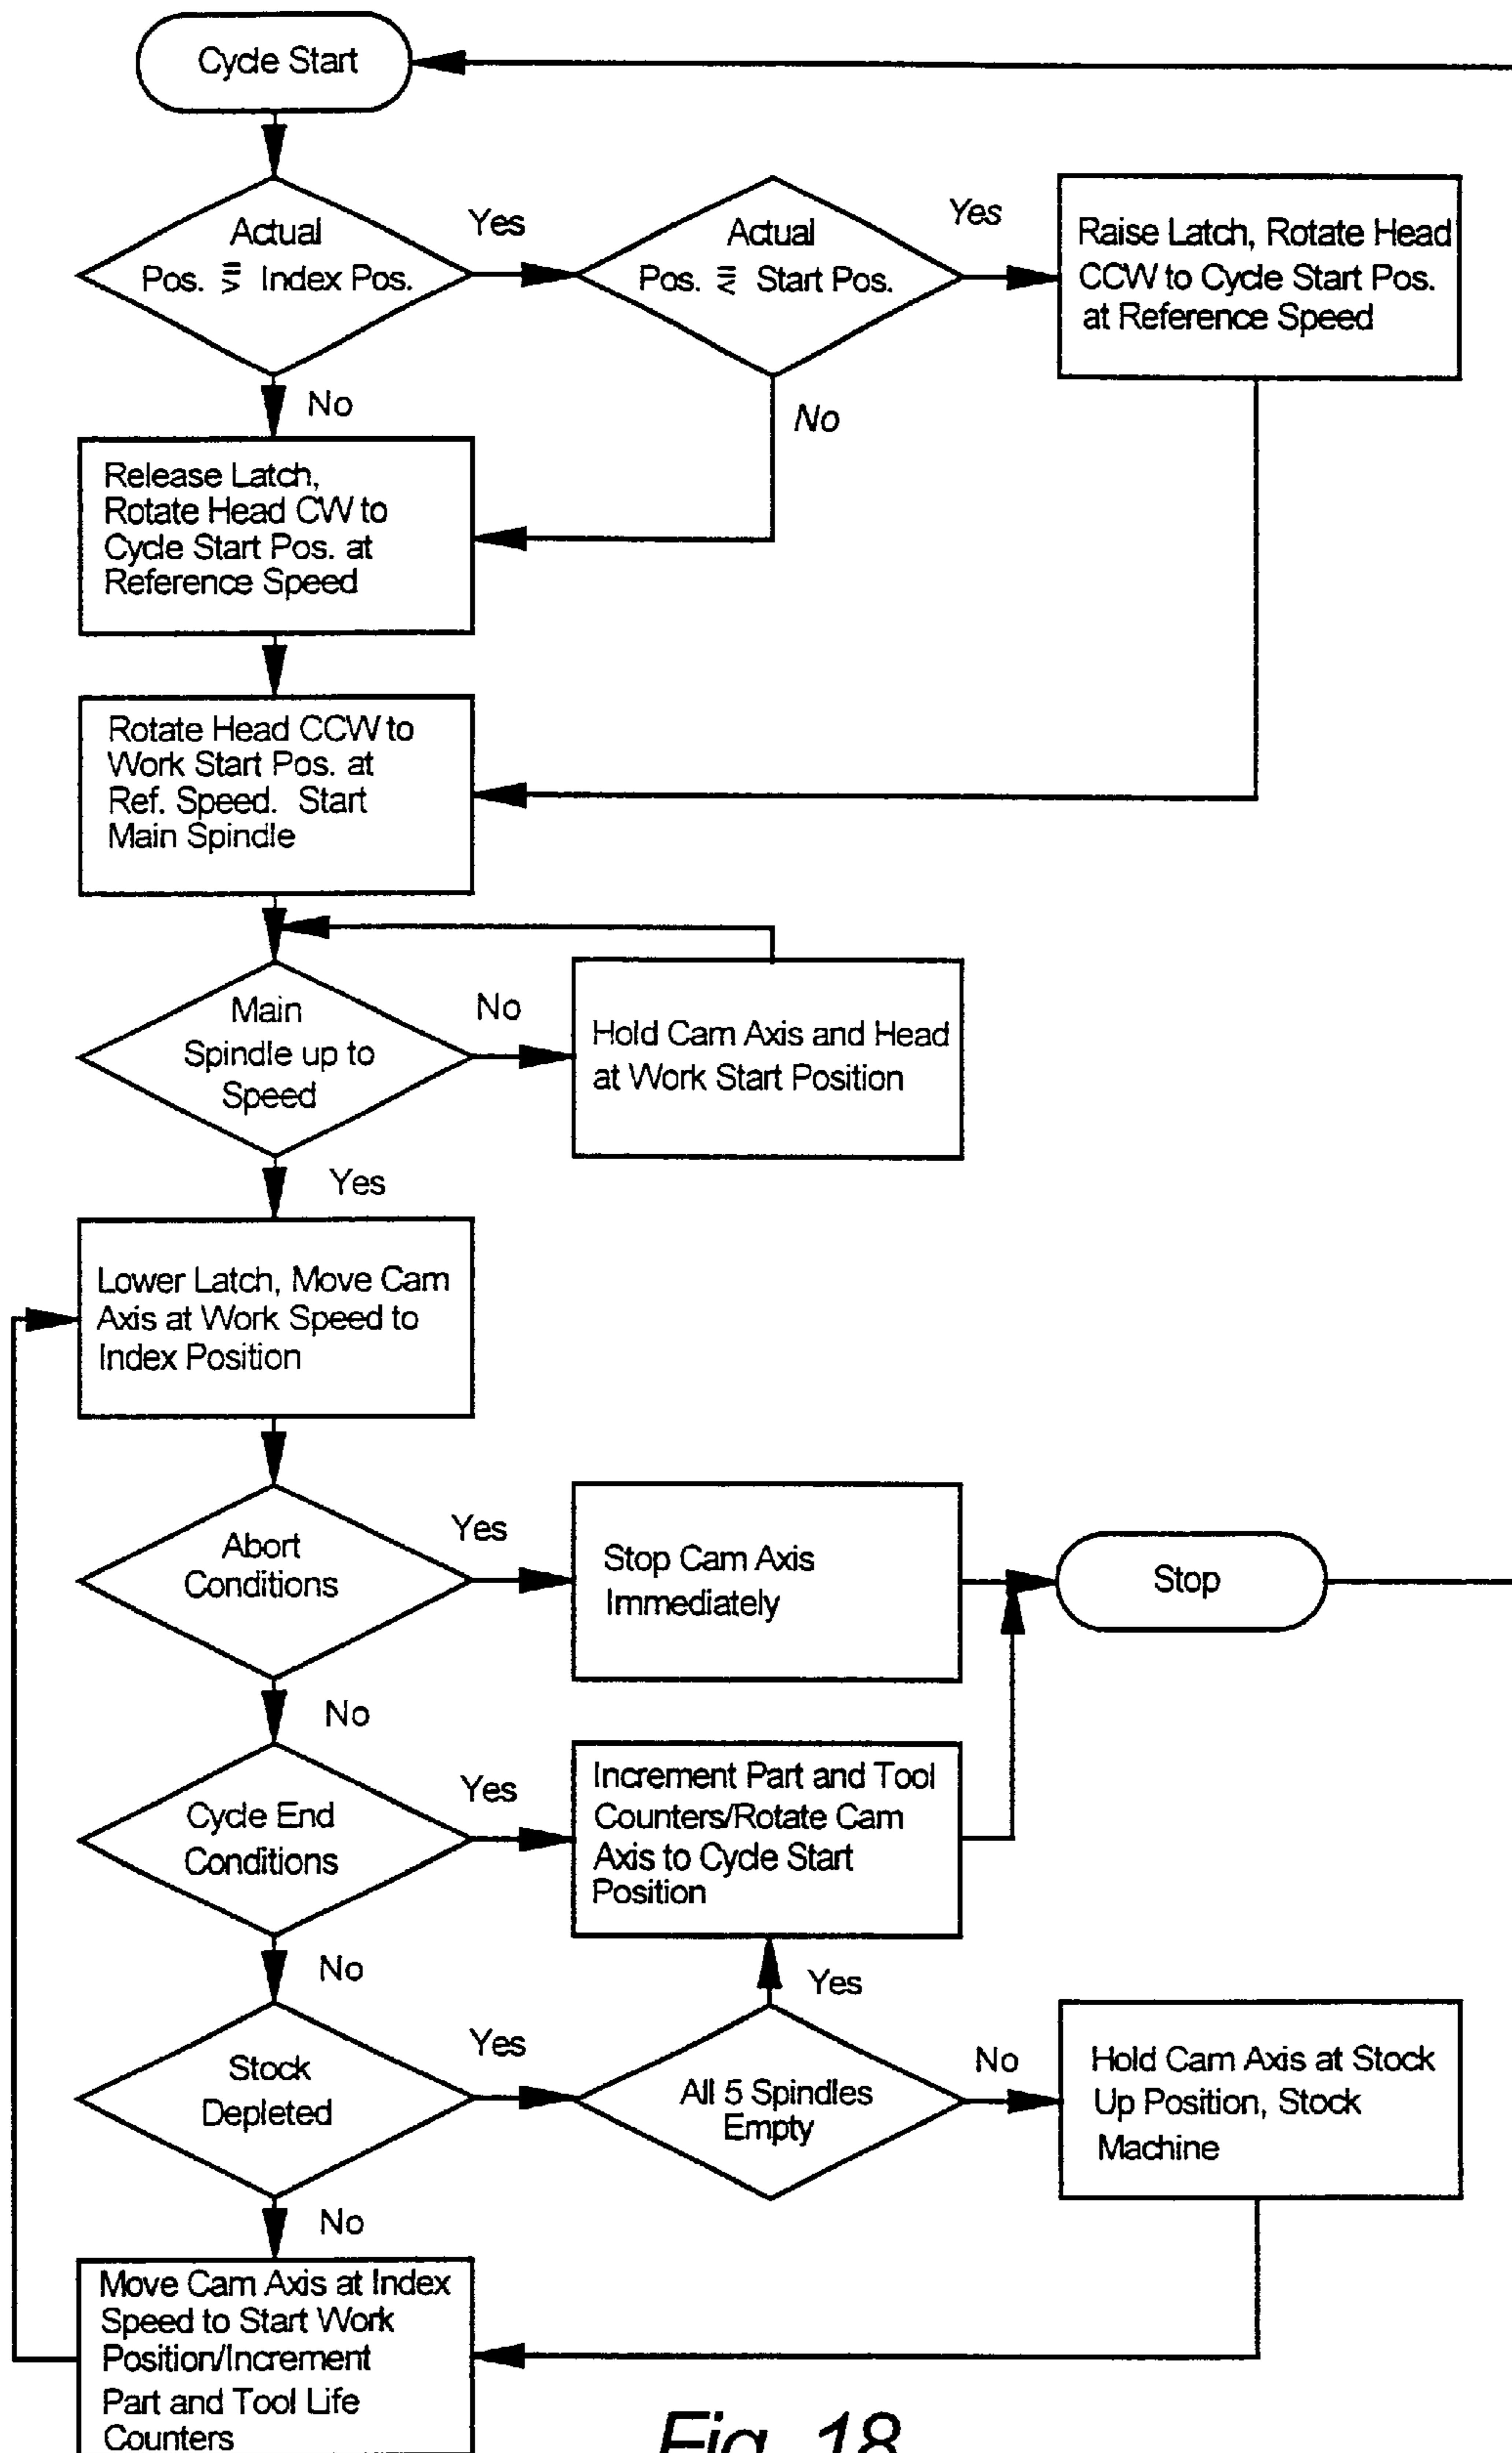 Cycle Start
Actual
Pos. ⋝ Index Pos.
Yes
Actual
Pos. ⋜ Start Pos.
Yes
Raise Latch, Rotate Head
CCW to Cycle Start Pos.
at Reference Speed
No
No
Release Latch,
Rotate Head CW to
Cycle Start Pos. at
Reference Speed
Rotate Head CCW to
Work Start Pos. at
Ref. Speed. Start
Main Spindle
Main
Spindle up to
Speed
No
Hold Cam Axis and Head
at Work Start Position
Yes
Lower Latch, Move Cam
Axis at Work Speed to
Index Position
Abort
Conditions
Yes
Stop Cam Axis
Immediately
Stop
No
Cycle End
Conditions
Yes
Increment Part and Tool
Counters/Rotate Cam
Axis to Cycle Start
Position
No
Yes
Stock
Depleted
Yes
All 5 Spindles
Empty
No
Hold Cam Axis at Stock
Up Position, Stock
Machine
No
Move Cam Axis at Index
Speed to Start Work
Position/Increment
Part and Tool Life
Counters
Fig. 18